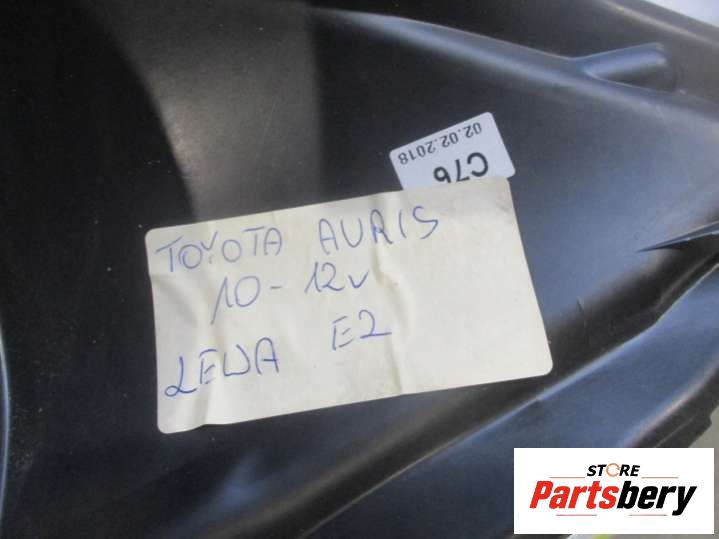 02.02.2018
C76
TOYOTA AURIS
10-12v
LEWA E2
STORE
Partsbery